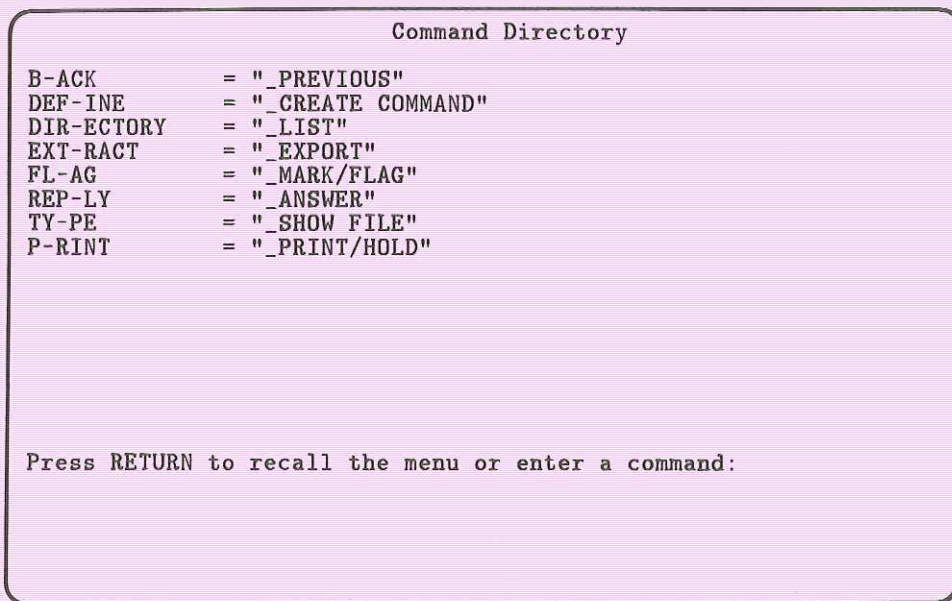 Command Directory
B-ACK = "_PREVIOUS"
DEF-INE = "_CREATE COMMAND"
DIR-ECTORY = "_LIST"
EXT-RACT = "_EXPORT"
FL-AG = "_MARK/FLAG"
REP-LY = "_ANSWER"
TY-PE = "_SHOW FILE"
P-RINT = "_PRINT/HOLD"
Press RETURN to recall the menu or enter a command: